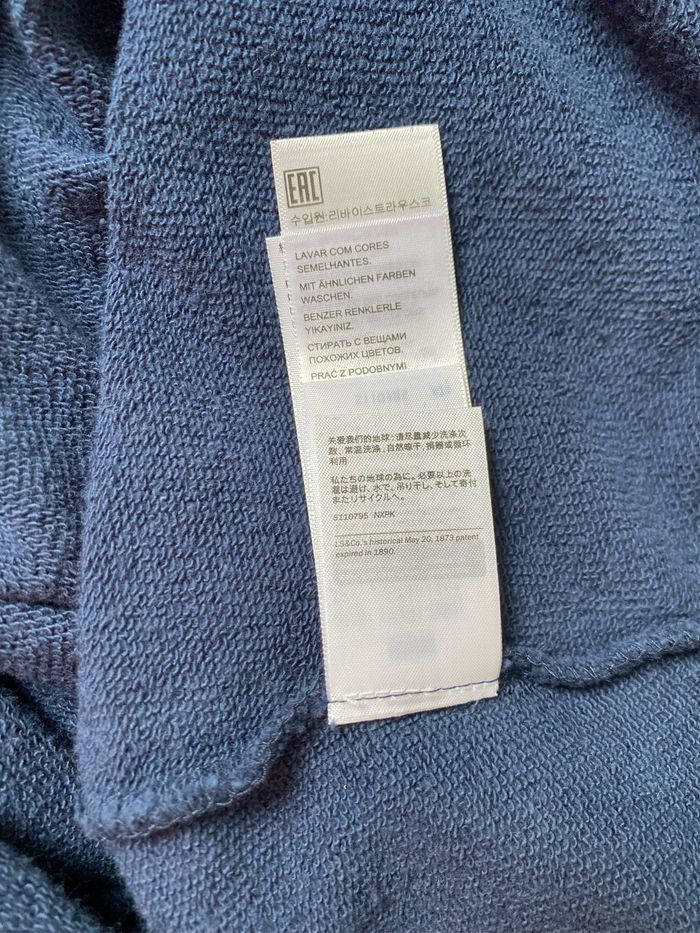 EAC
수입원:리바이스트라우스코
LAVAR COM CORES
SEMELHANTES.
MIT ÄHNLICHEN FARBEN
WASCHEN.
BENZER RENKLERLE
YIKAYINIZ.
СТИРАТЬ С ВЕЩАМИ
ПОХОЖИХ ЦВЕТОВ.
PRAĆ Z PODOBNYMI
关爱我们的地球:请尽量减少洗涤次
数、常温洗涤、自然晾干、捐赠或循环
利用
私たちの地球の為に。必要以上の洗
濯は避け、水で、吊り干し、そして寄付
またリサイクルへ。
S110795 NXPK
LS&Co.'s historical May 20, 1873 patent
expired in 1890.